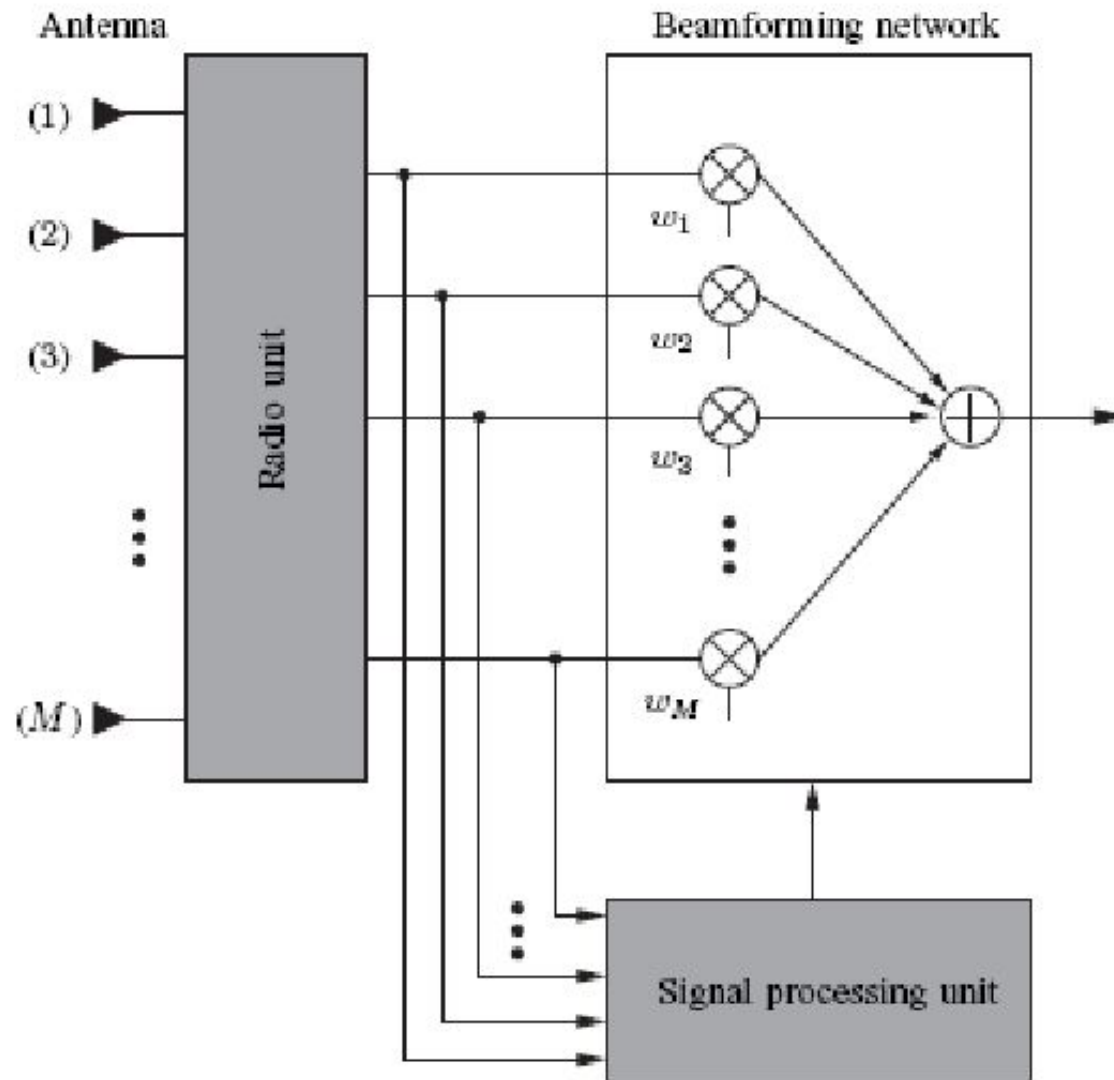 Antenna
Beamforming network
(1)
(2)
(3)
(M)
Radio unit
w1
w2
w3
wM
Signal processing unit